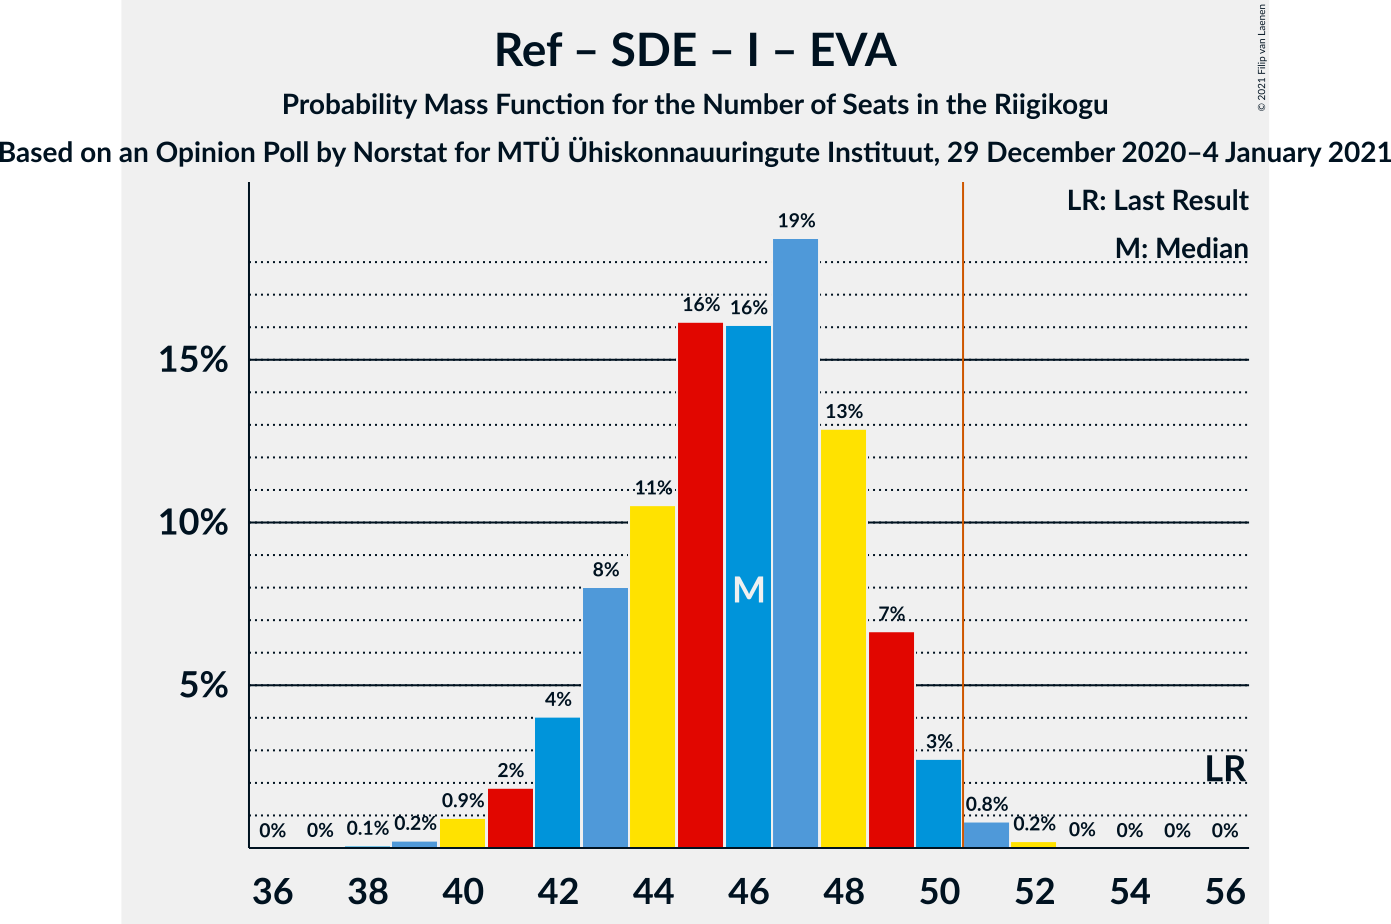 Ref – SDE – I – EVA
Probability Mass Function for the Number of Seats in the Riigikogu
Based on an Opinion Poll by Norstat for MTÜ Ühiskonnauuringute Instituut, 29 December 2020–4 January 2021
© 2021 Filip van Laenen
LR: Last Result
M: Median
15%
10%
5%
0% 0% 0.1% 0.2% 0.9% 2% 4% 8% 11% 16% 16% 19% 13% 7% 3% 0.8% 0.2% 0% 0% 0% 0%
M
LR
36 38 40 42 44 46 48 50 52 54 56